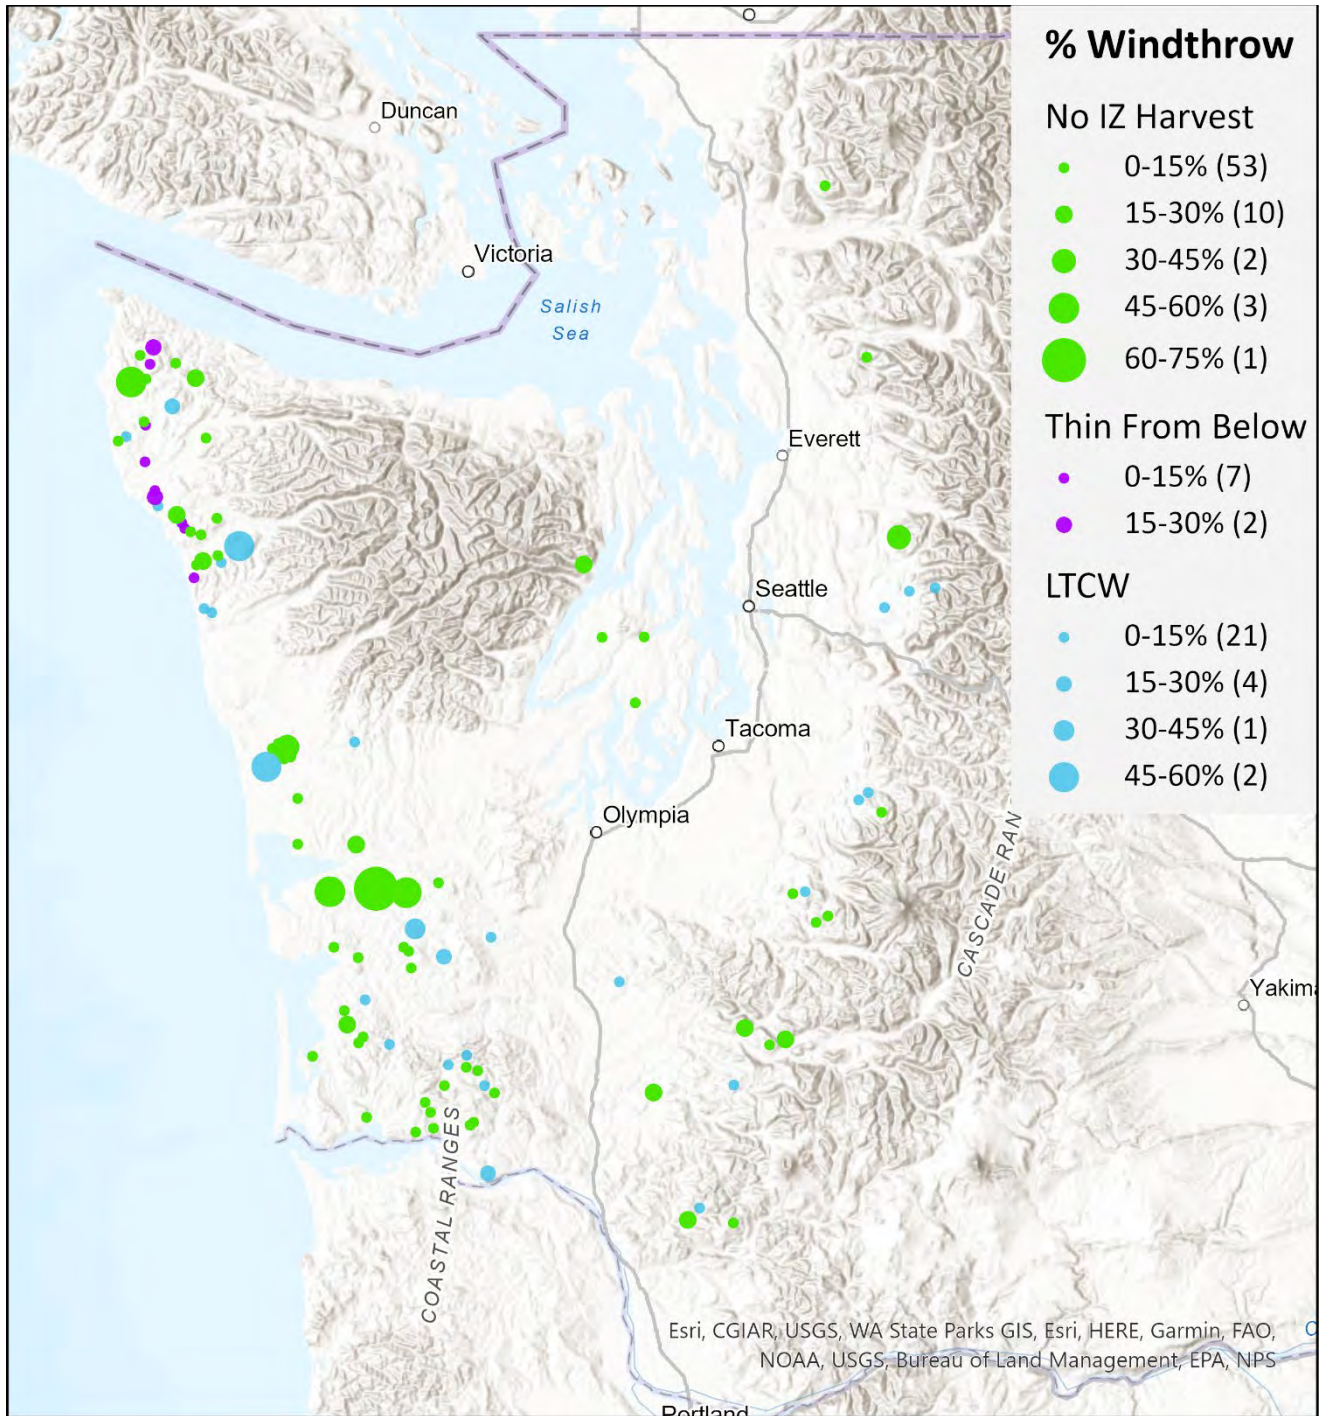 % Windthrow
No IZ Harvest
0-15% (53)
15-30% (10)
30-45% (2)
45-60% (3)
60-75% (1)
Thin From Below
0-15% (7)
15-30% (2)
LTCW
0-15% (21)
15-30% (4)
30-45% (1)
45-60% (2)
Duncan
Victoria
Salish
Sea
Everett
Seattle
Tacoma
Olympia
CASCADE RAN
Yakima
COASTAL RANGES
Esri, CGIAR, USGS, WA State Parks GIS, Esri, HERE, Garmin, FAO,
NOAA, USGS, Bureau of Land Management, EPA, NPS
Portland